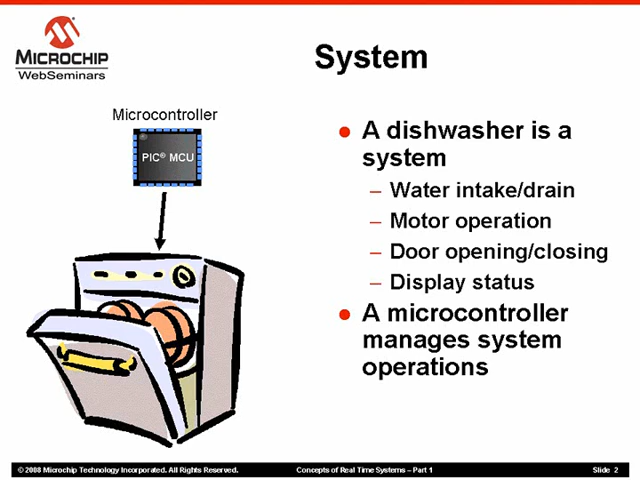 MICROCHIP
WebSeminars
System
Microcontroller
PIC® MCU
● A dishwasher is a
system
– Water intake/drain
– Motor operation
– Door opening/closing
– Display status
● A microcontroller
manages system
operations
© 2008 Microchip Technology Incorporated. All Rights Reserved. Concepts of Real Time Systems – Part 1 Slide 2